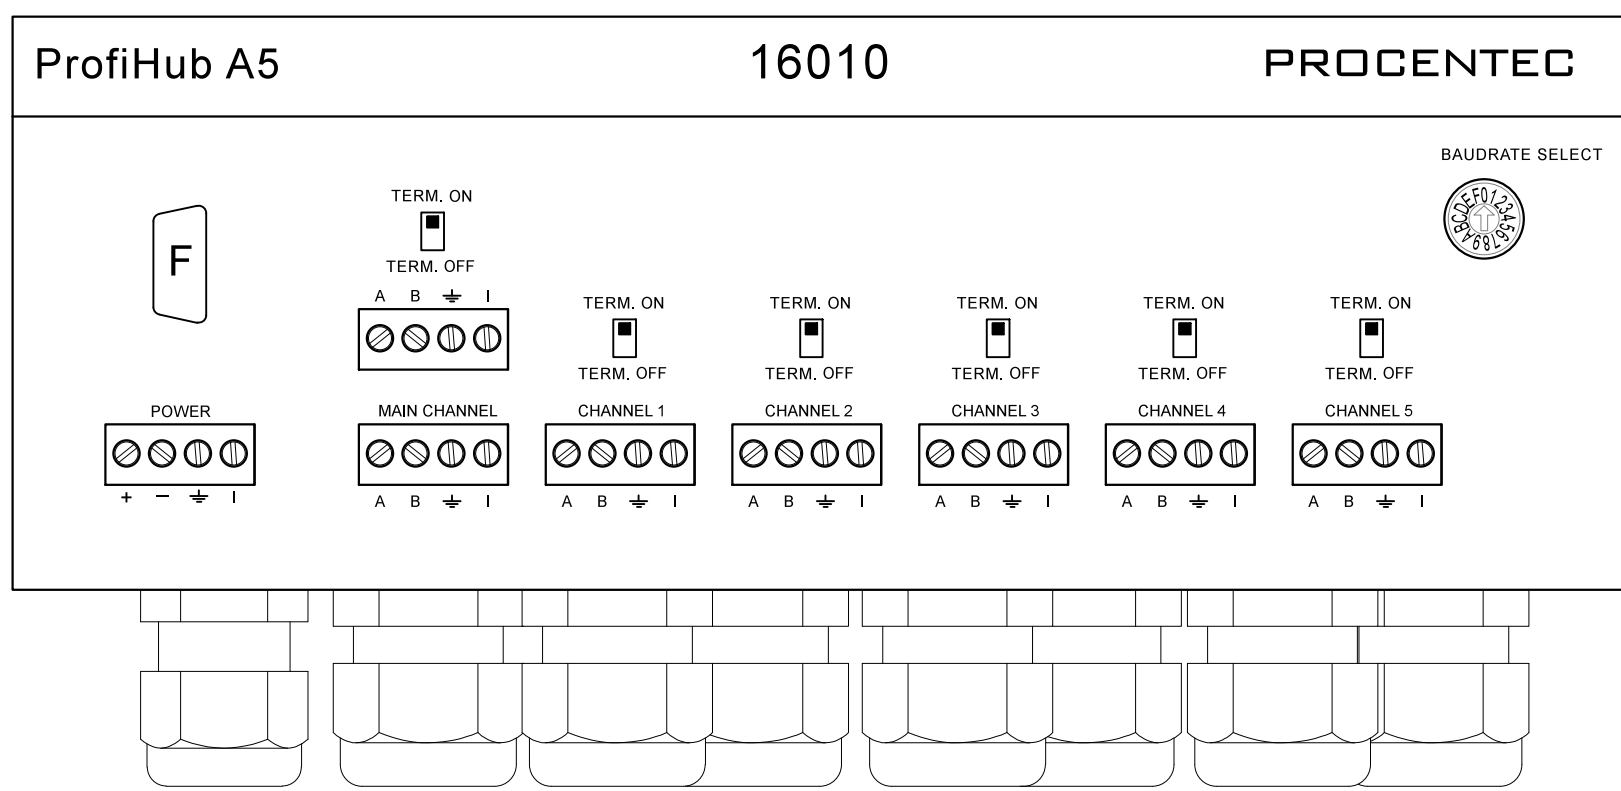 ProfiHub A5 16010 PROCENTEC
BAUDRATE SELECT
F0123456789ABCDE
TERM. ON
F
TERM. OFF
A B I
TERM. ON TERM. ON TERM. ON TERM. ON TERM. ON
TERM. OFF TERM. OFF TERM. OFF TERM. OFF TERM. OFF
POWER MAIN CHANNEL CHANNEL 1 CHANNEL 2 CHANNEL 3 CHANNEL 4 CHANNEL 5
+ − ⏚ I A B ⏚ I A B ⏚ I A B ⏚ I A B ⏚ I A B ⏚ I A B ⏚ I